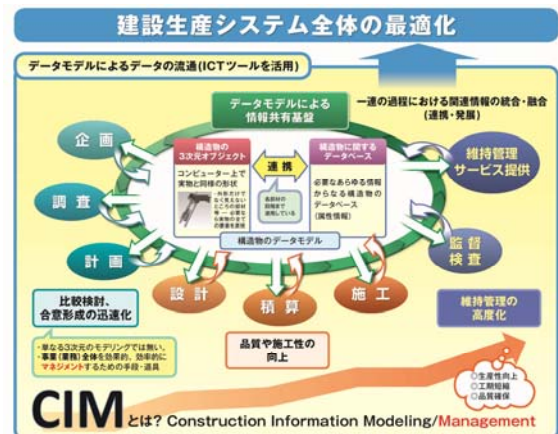 建設生産システム全体の最適化
データモデルによるデータの流通(ICTツールを活用)
データモデルによる
情報共有基盤
一連の過程における関連情報の統合・融合
(連携・発展)
企画
調査
計画
設計
積算
施工
監督
検査
維持管理
サービス提供
構造物の
3次元オブジェクト
コンピューター上で
実物と同様の形状
連携
構造物に関する
データベース
必要なあらゆる情報
からなる構造物の
データベース
(属性情報)
構造物のデータモデル
比較検討、
合意形成の迅速化
・単なる3次元のモデリングでは無い。
・事業(業務)全体を効果的、効率的に
マネジメントするための手段・道具
品質や施工性の
向上
維持管理の
高度化
○生産性向上
○工期短縮
○品質確保
CIMとは? Construction Information Modeling/Management